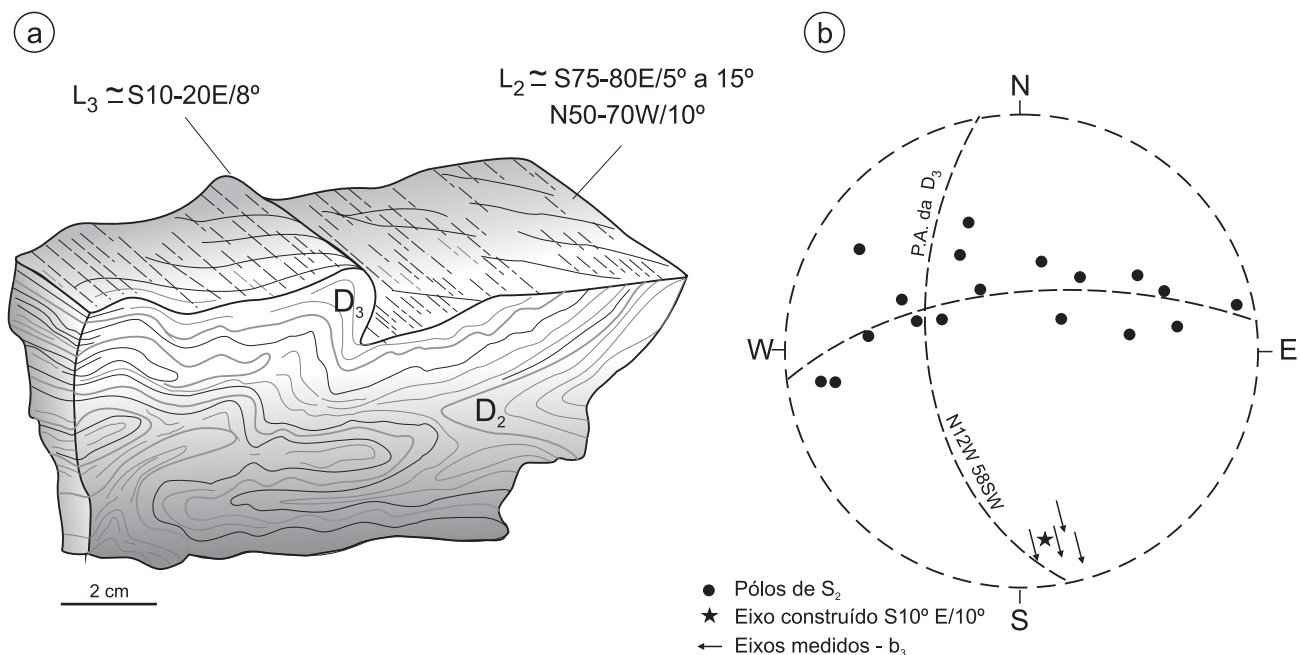 a
L₃ ≃ S10-20E/8º
L₂ ≃ S75-80E/5º a 15º
N50-70W/10º
D₃
D₂
2 cm
b
N
P.A. da D₃
W
E
N12W 58SW
S
Pólos de S₂
Eixo construído S10º E/10º
Eixos medidos - b₃